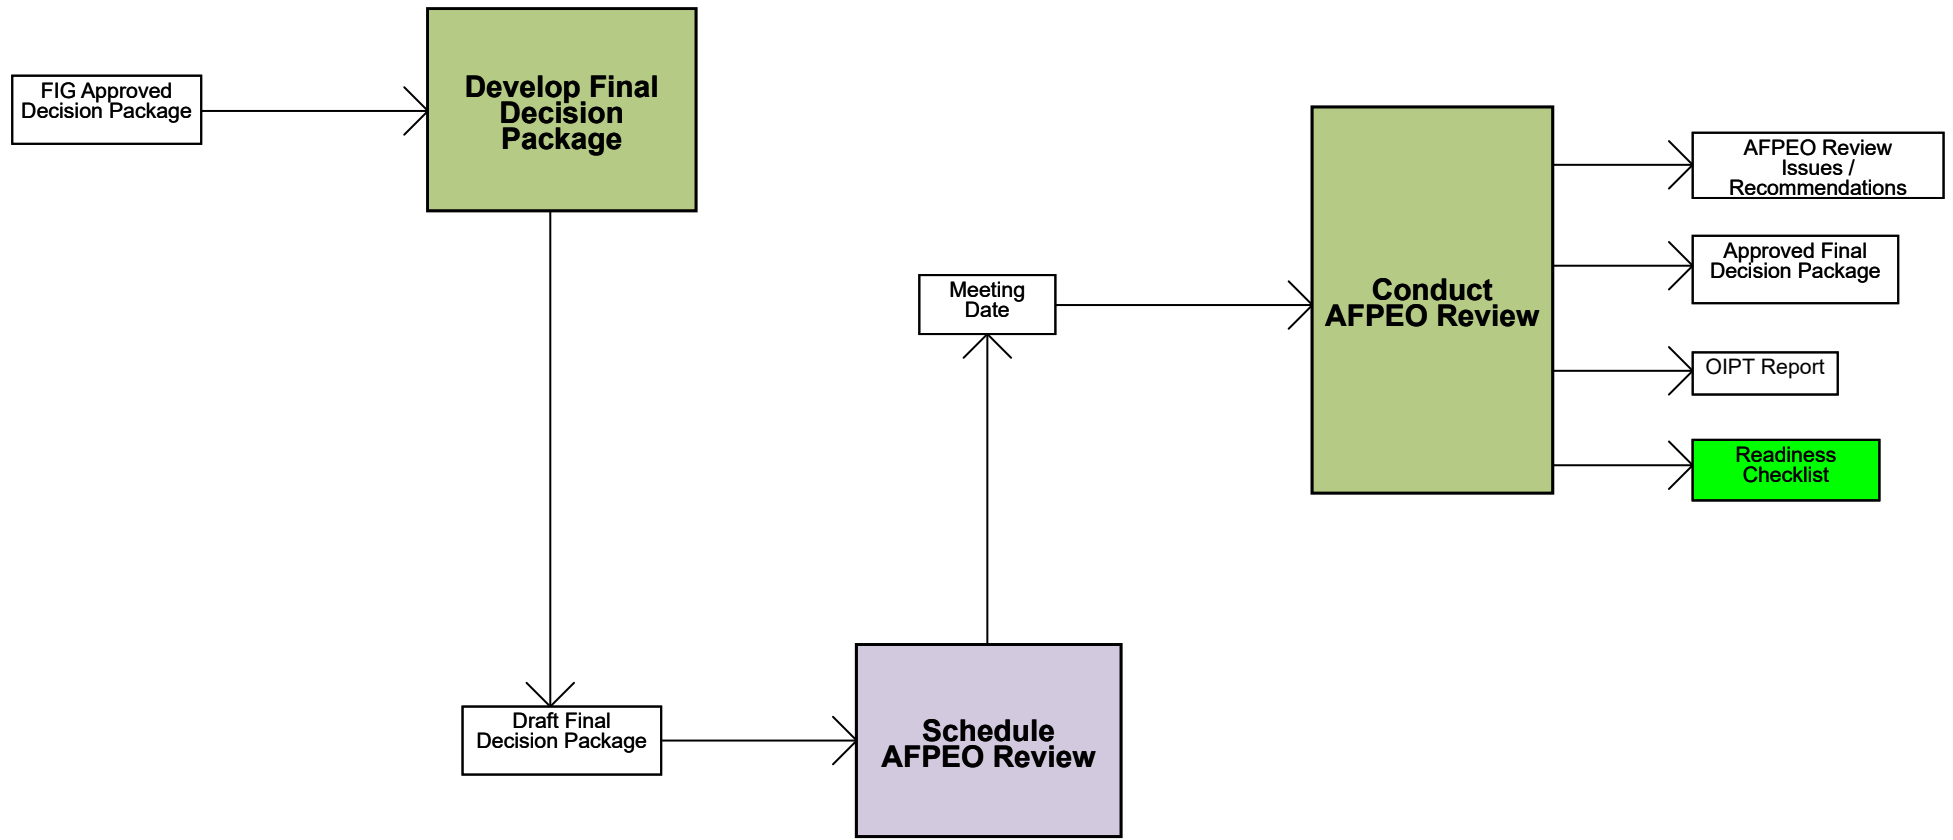 FIG Approved
Decision Package
Develop Final
Decision
Package
Draft Final
Decision Package
Schedule
AFPEO Review
Meeting
Date
Conduct
AFPEO Review
AFPEO Review
Issues /
Recommendations
Approved Final
Decision Package
OIPT Report
Readiness
Checklist